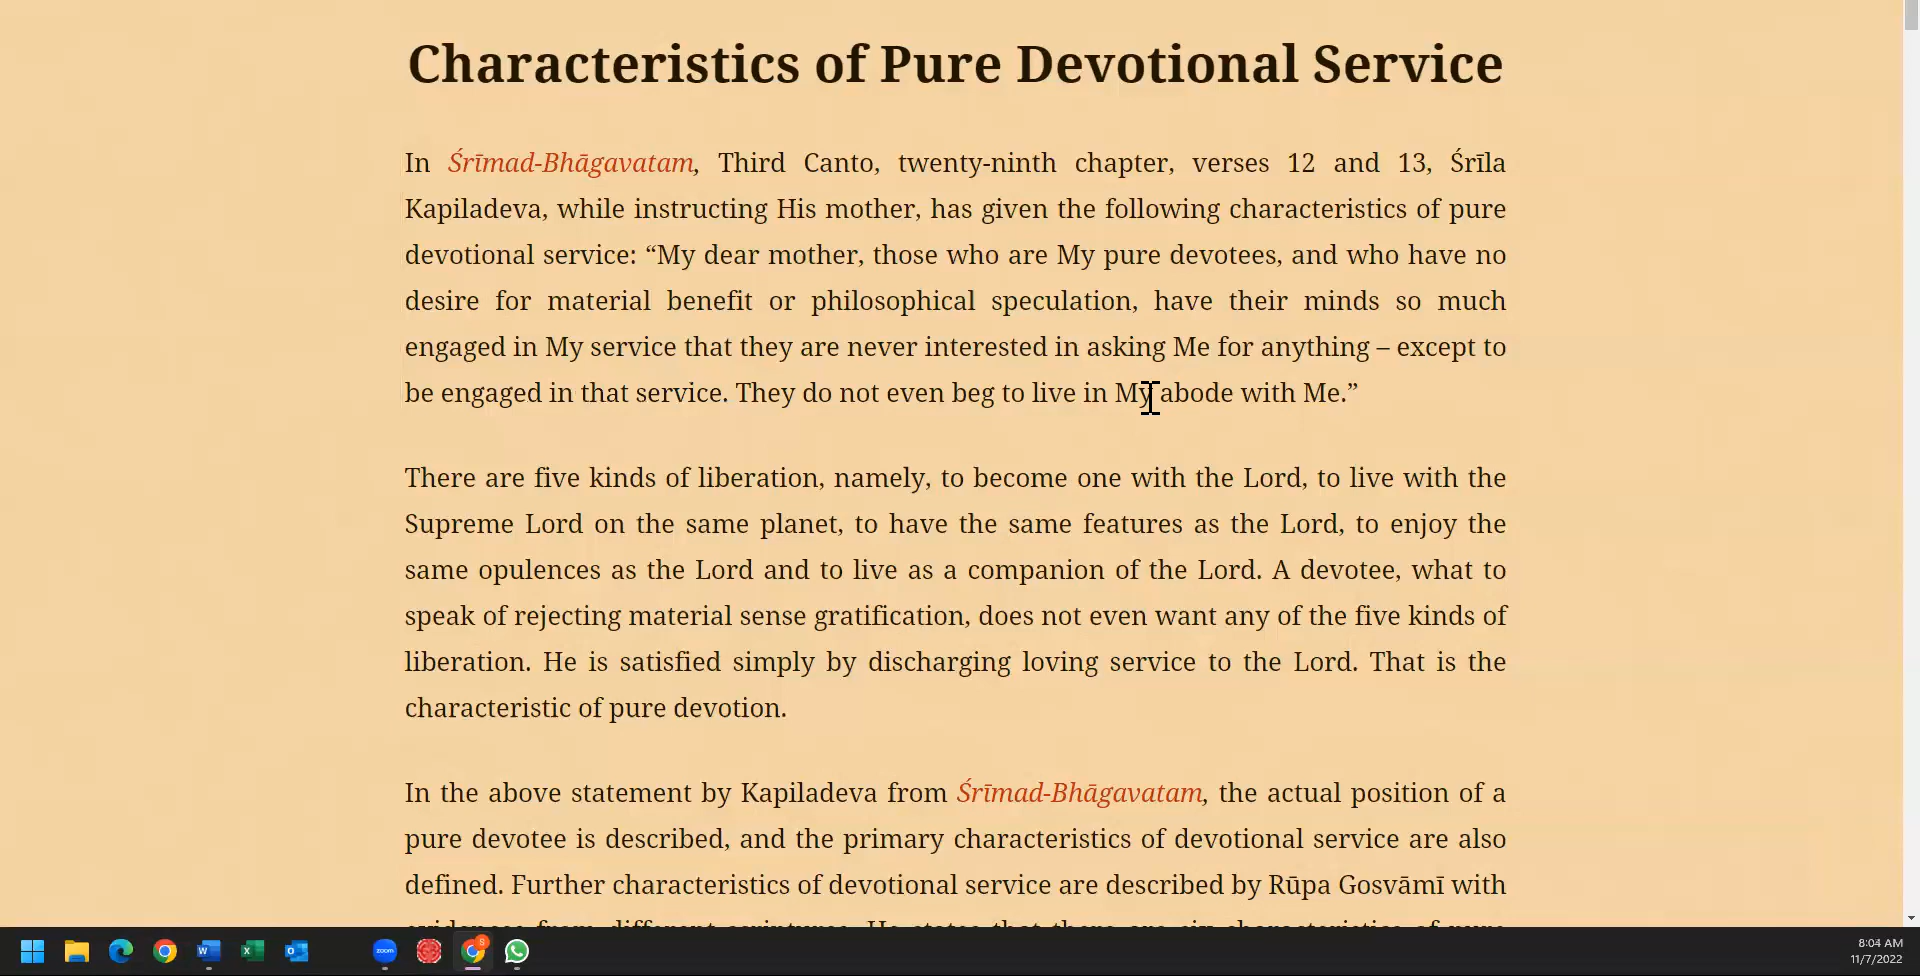 Characteristics of Pure Devotional Service
In Śrīmad-Bhāgavatam, Third Canto, twenty-ninth chapter, verses 12 and 13, Śrīla
Kapiladeva, while instructing His mother, has given the following characteristics of pure
devotional service: “My dear mother, those who are My pure devotees, and who have no
desire for material benefit or philosophical speculation, have their minds so much
engaged in My service that they are never interested in asking Me for anything – except to
be engaged in that service. They do not even beg to live in My abode with Me.”
There are five kinds of liberation, namely, to become one with the Lord, to live with the
Supreme Lord on the same planet, to have the same features as the Lord, to enjoy the
same opulences as the Lord and to live as a companion of the Lord. A devotee, what to
speak of rejecting material sense gratification, does not even want any of the five kinds of
liberation. He is satisfied simply by discharging loving service to the Lord. That is the
characteristic of pure devotion.
In the above statement by Kapiladeva from Śrīmad-Bhāgavatam, the actual position of a
pure devotee is described, and the primary characteristics of devotional service are also
defined. Further characteristics of devotional service are described by Rūpa Gosvāmī with
8:04 AM
11/7/2022